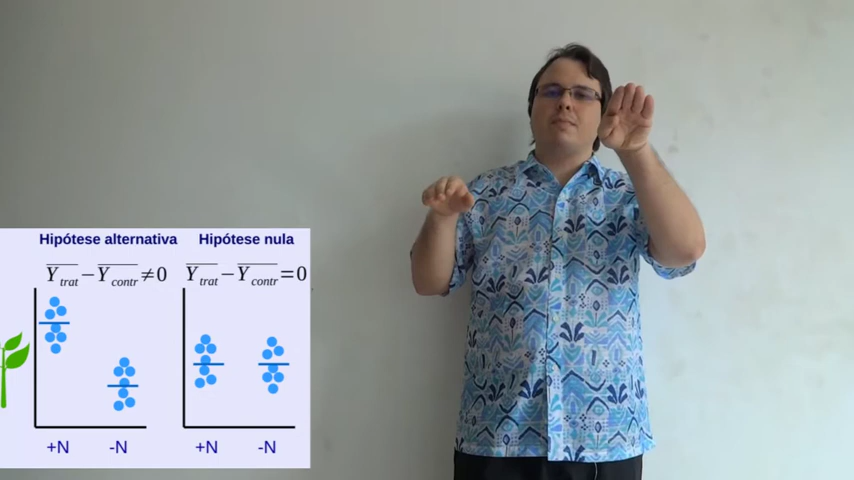 Hipótese alternativa
Hipótese nula
Y̅trat − Y̅contr ≠ 0
Y̅trat − Y̅contr = 0
+N -N
+N -N